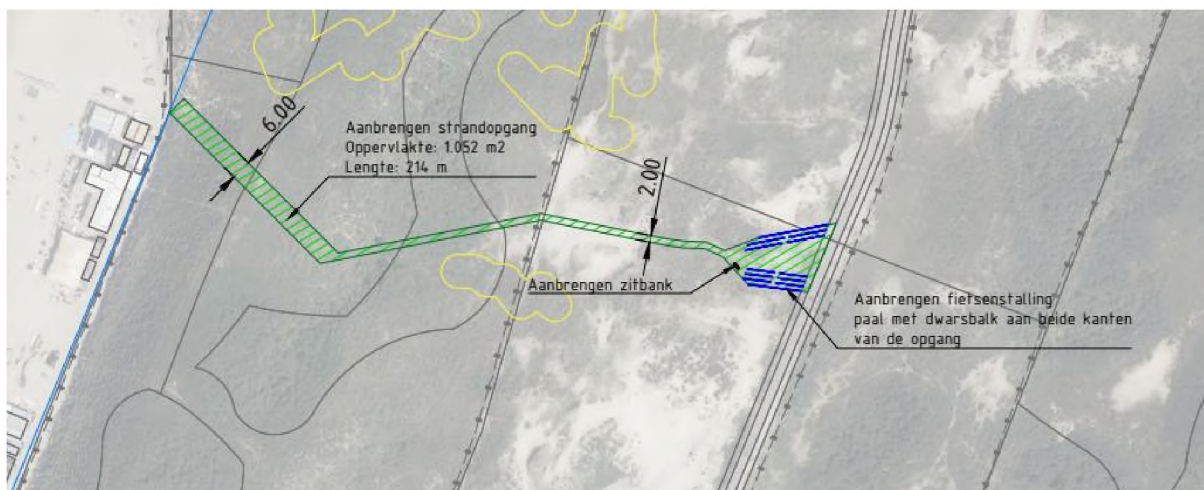 6.00
Aanbrengen strandopgang
Oppervlakte: 1.052 m2
Lengte: 214 m
2.00
Aanbrengen zitbank
Aanbrengen fietsenstalling
paal met dwarsbalk aan beide kanten
van de opgang